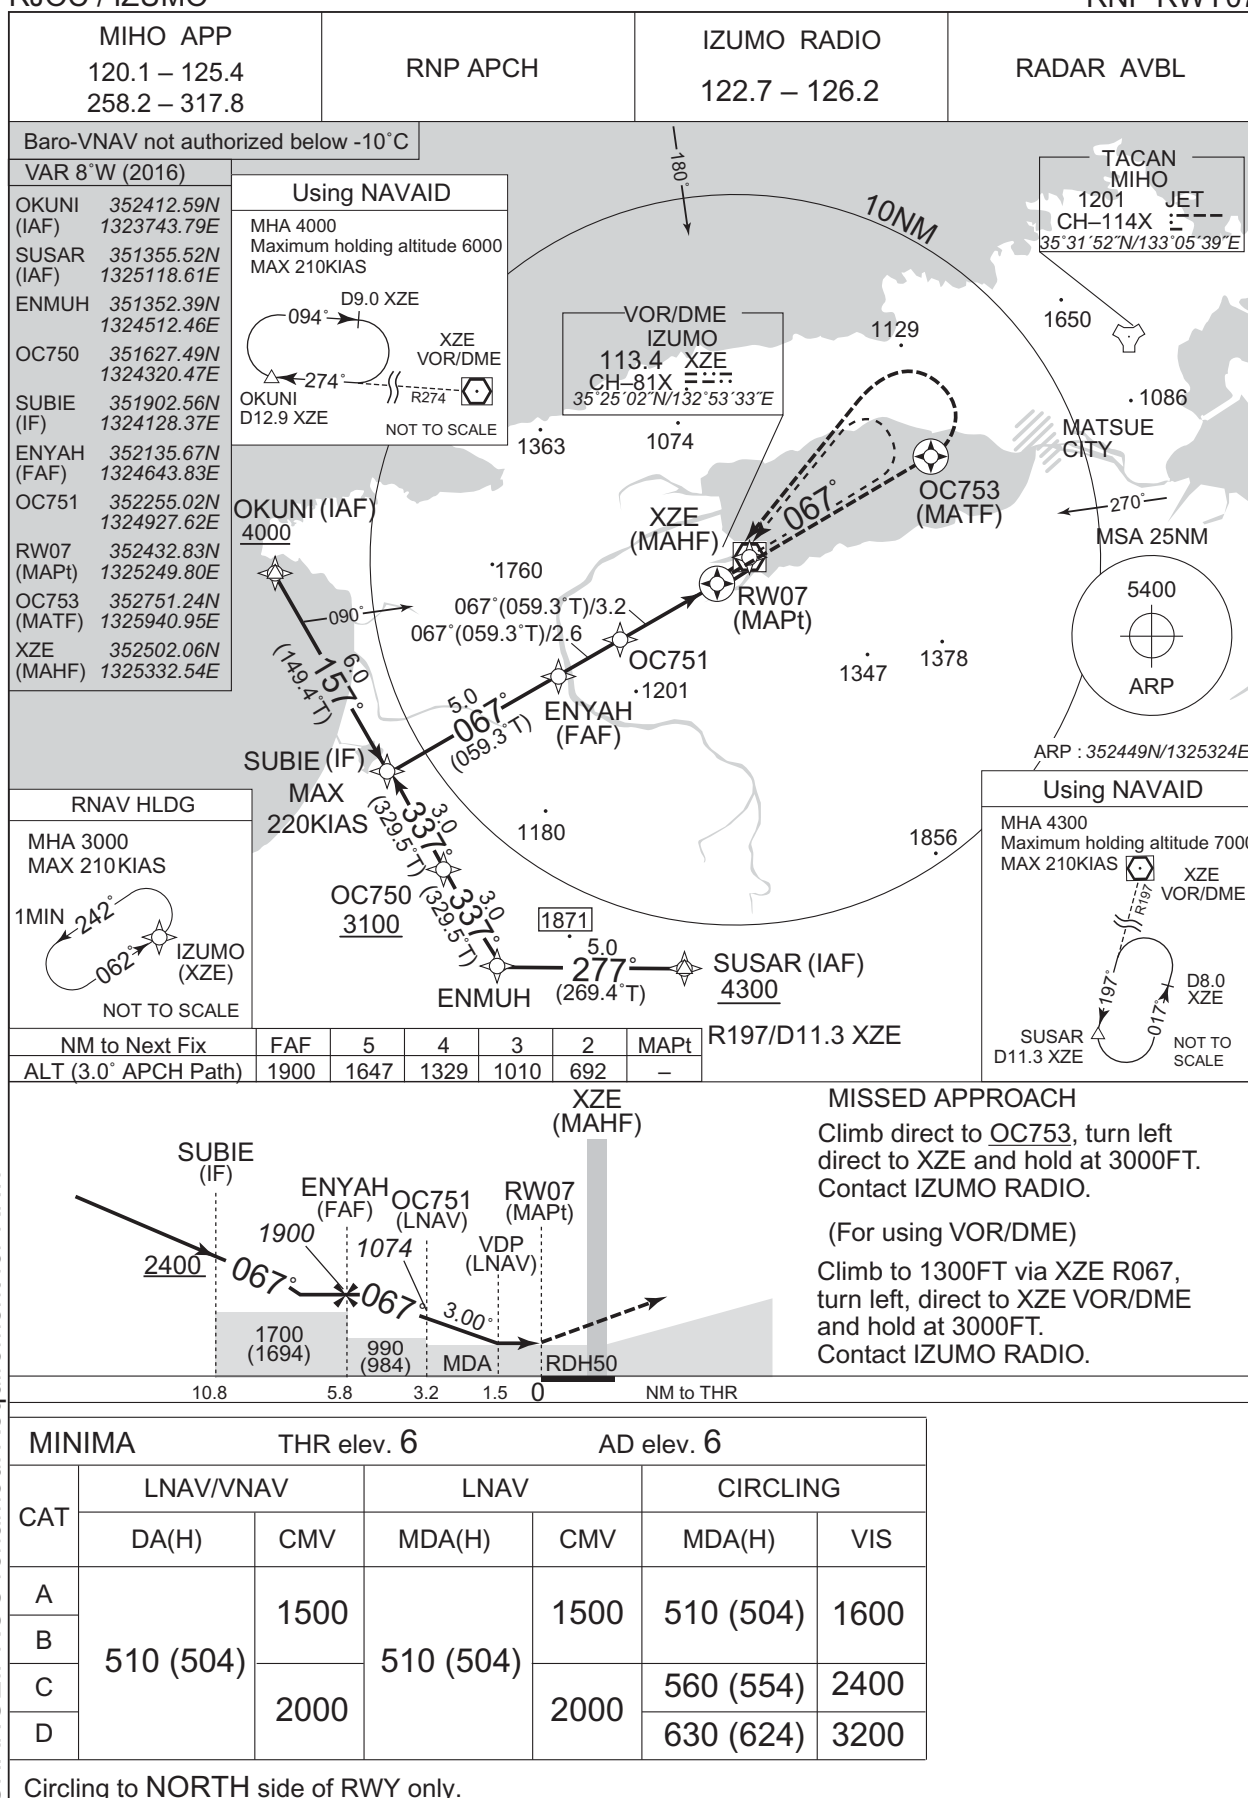 MIHO APP
120.1 – 125.4
258.2 – 317.8
RNP APCH
IZUMO RADIO
122.7 – 126.2
RADAR AVBL
Baro-VNAV not authorized below -10˚C
VAR 8˚W (2016)
OKUNI 352412.59N
(IAF) 1323743.79E
SUSAR 351355.52N
(IAF) 1325118.61E
ENMUH 351352.39N
1324512.46E
OC750 351627.49N
1324320.47E
SUBIE 351902.56N
(IF) 1324128.37E
ENYAH 352135.67N
(FAF) 1324643.83E
OC751 352255.02N
1324927.62E
RW07 352432.83N
(MAPt) 1325249.80E
OC753 352751.24N
(MATF) 1325940.95E
XZE 352502.06N
(MAHF) 1325332.54E
Using NAVAID
MHA 4000
Maximum holding altitude 6000
MAX 210KIAS
D9.0 XZE
094˚
XZE
VOR/DME
274˚
R274
OKUNI
D12.9 XZE
NOT TO SCALE
180˚
10NM
TACAN
MIHO
1201 JET
CH–114X
35˚31´52˝N/133˚05´39˝E
VOR/DME
IZUMO
113.4 XZE
CH–81X
35˚25´02˝N/132˚53´33˝E
1129
1650
1086
1363
1074
MATSUE
CITY
OKUNI (IAF)
4000
XZE
(MAHF)
067˚
OC753
(MATF)
270˚
MSA 25NM
5400
ARP
ARP : 352449N/1325324E
1760
090˚
067˚(059.3˚T)/3.2
067˚(059.3˚T)/2.6
RW07
(MAPt)
OC751
1347
1378
1201
6.0
157˚
(149.4˚T)
5.0
067˚
(059.3˚T)
ENYAH
(FAF)
SUBIE (IF)
MAX
220KIAS
3.0
337˚
(329.5˚T)
1180
1856
OC750
3100
3.0
337˚
(329.5˚T)
1871
5.0
277˚
(269.4˚T)
ENMUH
SUSAR (IAF)
4300
R197/D11.3 XZE
RNAV HLDG
MHA 3000
MAX 210KIAS
1MIN
242˚
062˚
IZUMO
(XZE)
NOT TO SCALE
Using NAVAID
MHA 4300
Maximum holding altitude 7000
MAX 210KIAS
XZE
VOR/DME
R197
197˚
017˚
D8.0
XZE
SUSAR
D11.3 XZE
NOT TO
SCALE
NM to Next Fix FAF 5 4 3 2 MAPt
ALT (3.0˚ APCH Path) 1900 1647 1329 1010 692 –
XZE
(MAHF)
SUBIE
(IF)
ENYAH
(FAF)
OC751
(LNAV)
RW07
(MAPt)
1900
1074
VDP
(LNAV)
2400
067˚
067˚
3.00˚
1700
(1694)
990
(984)
MDA
RDH50
10.8 5.8 3.2 1.5 0 NM to THR
MISSED APPROACH
Climb direct to OC753, turn left
direct to XZE and hold at 3000FT.
Contact IZUMO RADIO.
(For using VOR/DME)
Climb to 1300FT via XZE R067,
turn left, direct to XZE VOR/DME
and hold at 3000FT.
Contact IZUMO RADIO.
MINIMA THR elev. 6 AD elev. 6
CAT LNAV/VNAV LNAV CIRCLING
DA(H) CMV MDA(H) CMV MDA(H) VIS
A
B
C
D
510 (504)
1500
2000
510 (504)
1500
2000
510 (504) 1600
560 (554) 2400
630 (624) 3200
Circling to NORTH side of RWY only.